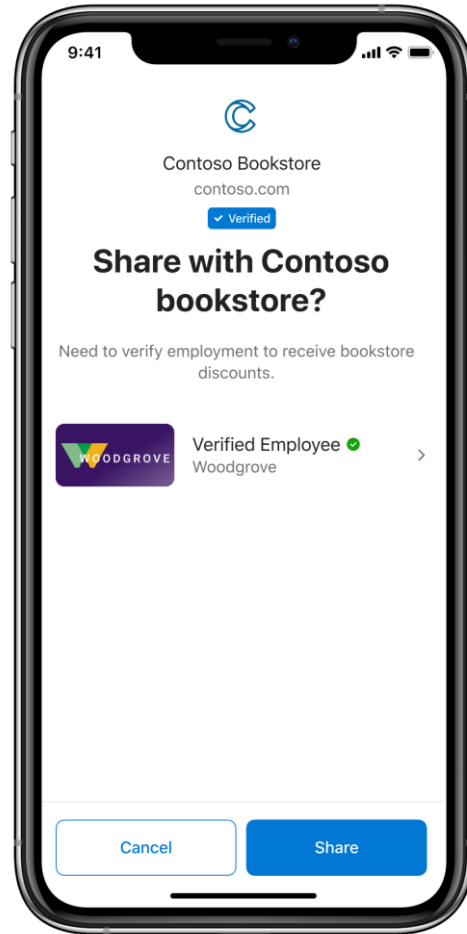 9:41
Contoso Bookstore
contoso.com
Verified
Share with Contoso
bookstore?
Need to verify employment to receive bookstore
discounts.
WOODGROVE
Verified Employee
Woodgrove
Cancel
Share